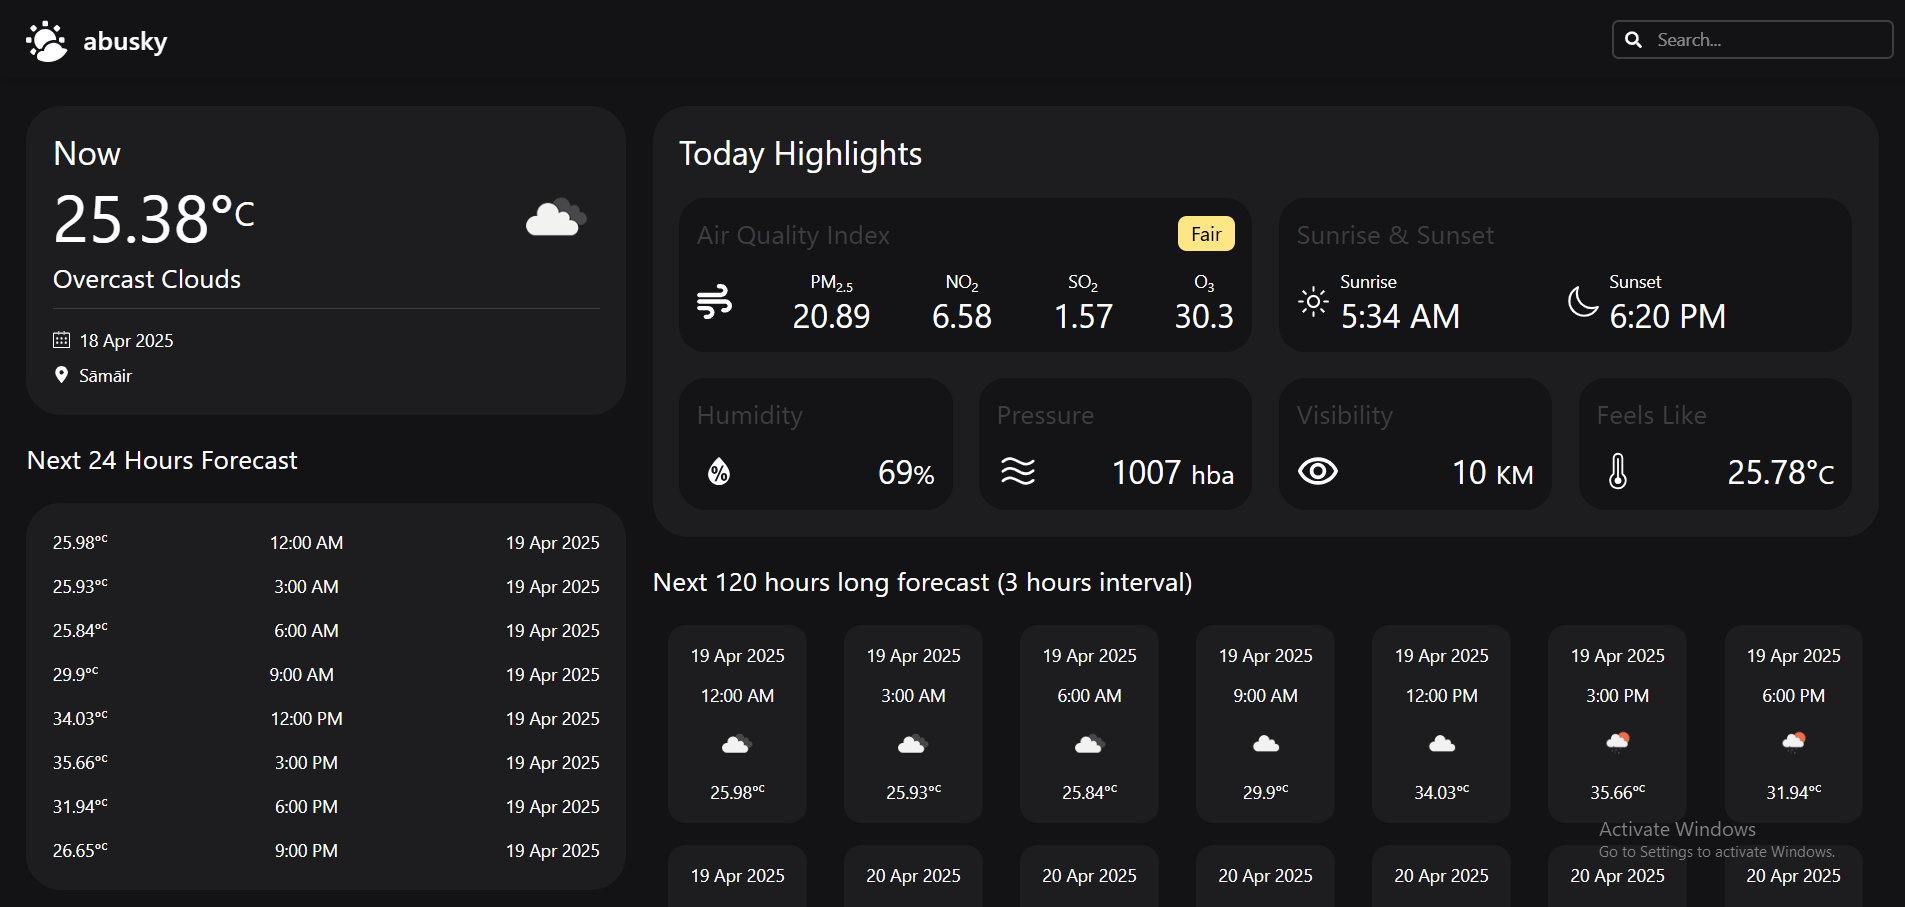 abusky
Search...
Now
25.38°C
Overcast Clouds
18 Apr 2025
Sāmāir
Next 24 Hours Forecast
25.98°C 12:00 AM 19 Apr 2025
25.93°C 3:00 AM 19 Apr 2025
25.84°C 6:00 AM 19 Apr 2025
29.9°C 9:00 AM 19 Apr 2025
34.03°C 12:00 PM 19 Apr 2025
35.66°C 3:00 PM 19 Apr 2025
31.94°C 6:00 PM 19 Apr 2025
26.65°C 9:00 PM 19 Apr 2025
Today Highlights
Air Quality Index Fair
PM2.5 NO2 SO2 O3
20.89 6.58 1.57 30.3
Sunrise & Sunset
Sunrise Sunset
5:34 AM 6:20 PM
Humidity
%
69%
Pressure
1007 hba
Visibility
10 KM
Feels Like
25.78°C
Next 120 hours long forecast (3 hours interval)
19 Apr 2025 19 Apr 2025 19 Apr 2025 19 Apr 2025 19 Apr 2025 19 Apr 2025 19 Apr 2025
12:00 AM 3:00 AM 6:00 AM 9:00 AM 12:00 PM 3:00 PM 6:00 PM
25.98°C 25.93°C 25.84°C 29.9°C 34.03°C 35.66°C 31.94°C
Activate Windows
Go to Settings to activate Windows.
19 Apr 2025 20 Apr 2025 20 Apr 2025 20 Apr 2025 20 Apr 2025 20 Apr 2025 20 Apr 2025